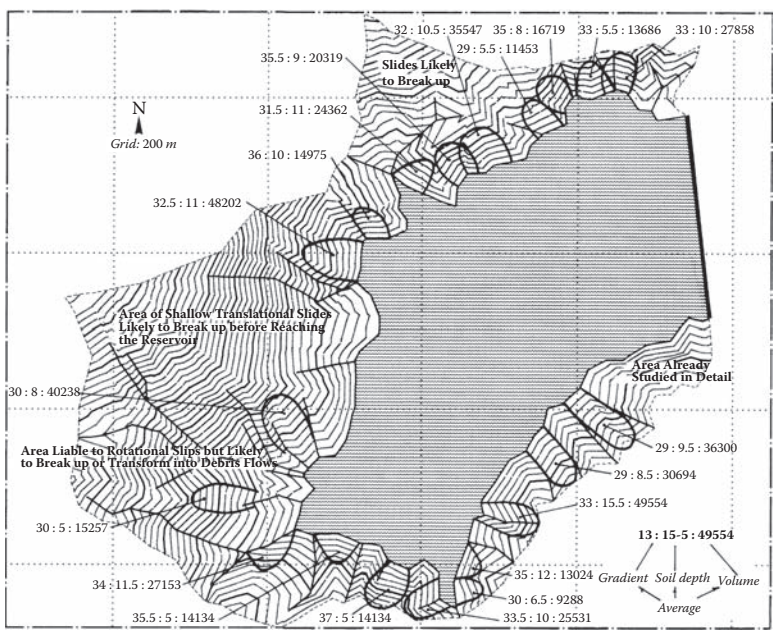 32 : 10.5 : 35547
35 : 8 : 16719
33 : 5.5 : 13686
33 : 10 : 27858
29 : 5.5 : 11453
35.5 : 9 : 20319
Slides Likely
to Break up
31.5 : 11 : 24362
N
Grid: 200 m
36 : 10 : 14975
32.5 : 11 : 48202
Area of Shallow Translational Slides
Likely to Break up before Reaching
the Reservoir
Area Already
Studied in Detail
30 : 8 : 40238
Area Liable to Rotational Slips but Likely
to Break up or Transform into Debris Flows
29 : 9.5 : 36300
29 : 8.5 : 30694
33 : 15.5 : 49554
30 : 5 : 15257
13 : 15-5 : 49554
Gradient Soil depth Volume
Average
34 : 11.5 : 27153
35 : 12 : 13024
30 : 6.5 : 9288
35.5 : 5 : 14134
37 : 5 : 14134
33.5 : 10 : 25531